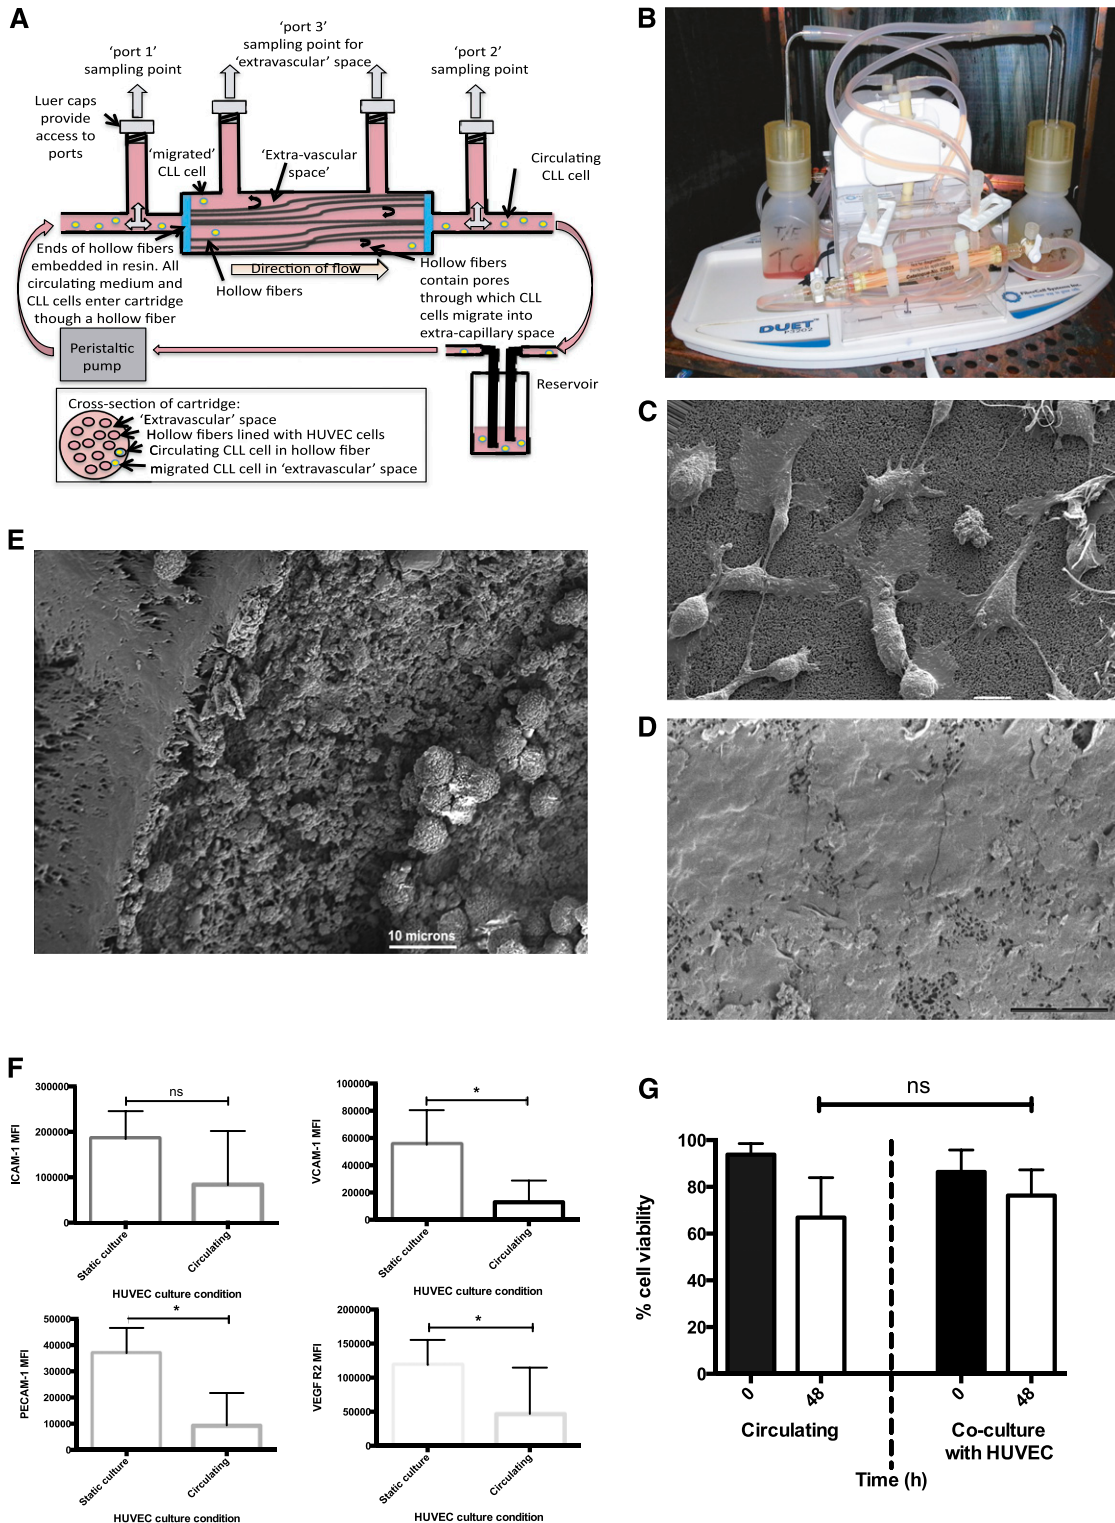 A
'port 1'
sampling point
'port 3'
sampling point for
'extravascular' space
'port 2'
sampling point
Luer caps
provide
access to
ports
'migrated'
CLL cell
'Extra-vascular
space'
Circulating
CLL cell
Ends of hollow fibers
embedded in resin. All
circulating medium and
CLL cells enter cartridge
though a hollow fiber
Direction of flow
Hollow fibers
Hollow fibers
contain pores
through which CLL
cells migrate into
extra-capillary space
Peristaltic
pump
Reservoir
Cross-section of cartridge:
'Extravascular' space
Hollow fibers lined with HUVEC cells
Circulating CLL cell in hollow fiber
migrated CLL cell in 'extravascular' space
B
T/E
TC
DUET
P3202
FiberCell Systems Inc.
C
D
E
10 microns
F
300000
200000
100000
0
ICAM-1 MFI
ns
Static culture
Circulating
HUVEC culture condition
100000
80000
60000
40000
20000
0
VCAM-1 MFI
*
Static culture
Circulating
HUVEC culture condition
50000
40000
30000
20000
10000
0
PECAM-1 MFI
*
Static culture
Circulating
HUVEC culture condition
200000
150000
100000
50000
0
VEGF R2 MFI
*
Static culture
Circulating
HUVEC culture condition
G
ns
100
80
60
40
20
0
% cell viability
0
48
0
48
Circulating
Co-culture
with HUVEC
Time (h)